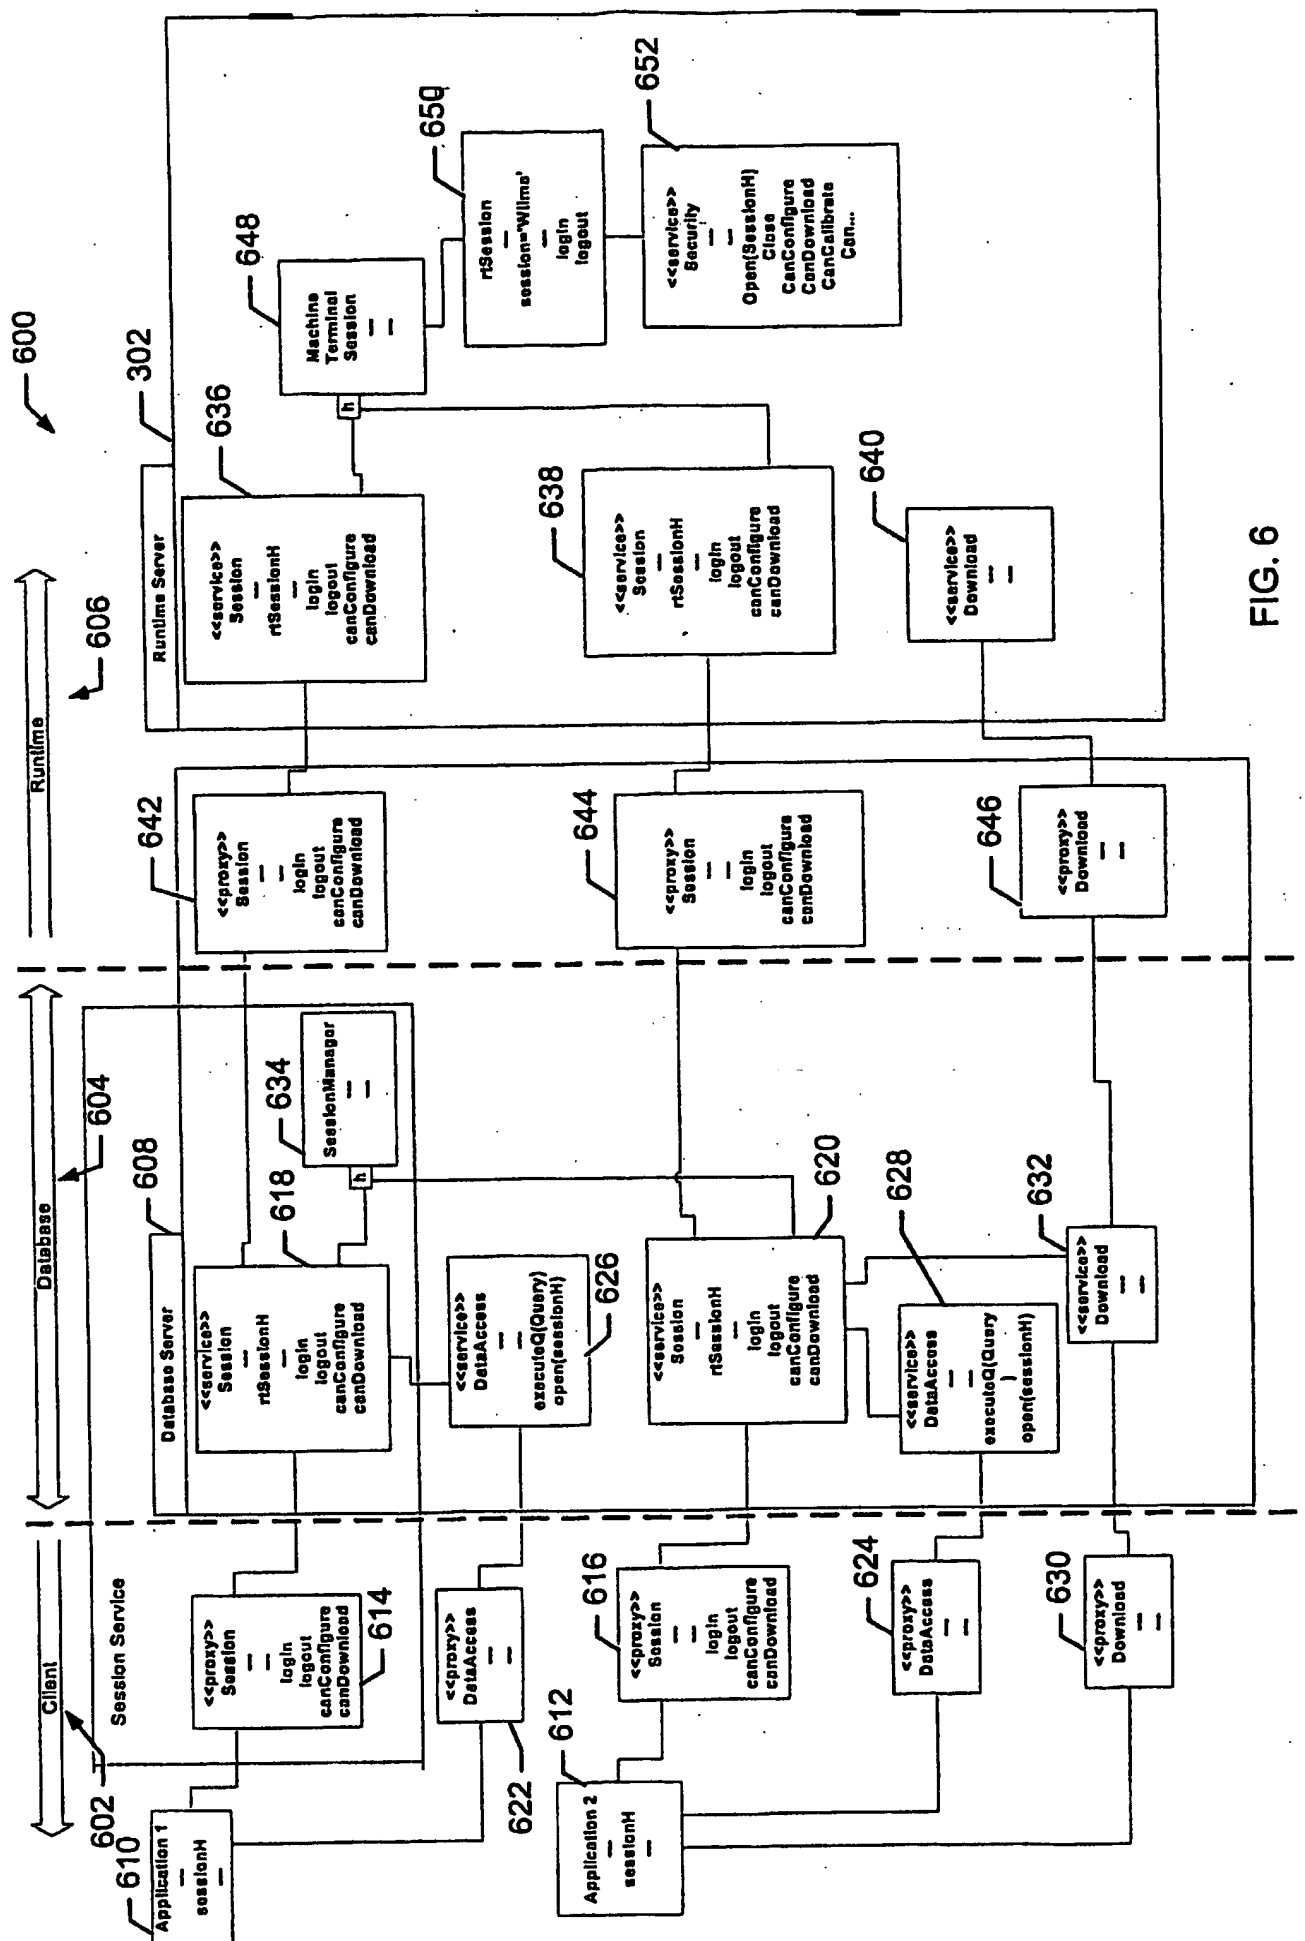 600
Client
602
Database
604
Runtime
606
Session Service
Database Server
608
Runtime Server
302
610
Application 1
sessionH
<<proxy>>
Session
login
logout
canConfigure
canDownload
614
<<service>>
Session
rtSessionH
login
logout
canConfigure
canDownload
618
SessionManager
634
h
<<proxy>>
Session
login
logout
canConfigure
canDownload
642
<<service>>
Session
rtSessionH
login
logout
canConfigure
canDownload
636
h
Machine
Terminal
Session
648
rtSession
session='Wilma'
login
logout
650
<<service>>
Security
Open(SessionH)
Close
CanConfigure
CanDownload
CanCalibrate
Can...
652
<<proxy>>
DataAccess
622
<<service>>
DataAccess
executeQ(Query)
open(sessionH)
626
Application 2
sessionH
612
<<proxy>>
Session
login
logout
canConfigure
canDownload
616
<<service>>
Session
rtSessionH
login
logout
canConfigure
canDownload
620
<<proxy>>
Session
login
logout
canConfigure
canDownload
644
<<service>>
Session
rtSessionH
login
logout
canConfigure
canDownload
638
<<proxy>>
DataAccess
624
<<service>>
DataAccess
executeQ(Query
)
open(sessionH)
628
<<proxy>>
Download
630
<<service>>
Download
632
<<proxy>>
Download
646
<<service>>
Download
640
FIG. 6